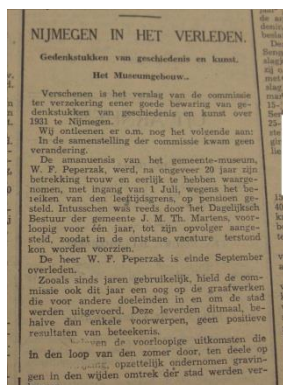 NIJMEGEN IN HET VERLEDEN.
Gedenkstukken van geschiedenis en kunst.
Het Museumgebouw..
Verschenen is het verslag van de commissie
ter verzekering eener goede bewaring van ge-
denkstukken van geschiedenis en kunst over
1931 te Nijmegen.
Wij ontleenen er o.m. nog het volgende aan:
In de samenstelling der commissie kwam geen
verandering.
De amanuensis van het gemeente-museum,
W. F. Peperzak, werd, na ongeveer 20 jaar zijn
betrekking trouw en eerlijk te hebben waarge-
nomen, met ingang van 1 Juli, wegens het be-
reiken van den leeftijdsgrens, op pensioen ge-
steld. Intusschen was reeds door het Dagelijksch
Bestuur der gemeente J. M. Th. Martens, voor-
loopig voor één jaar, tot zijn opvolger aange-
steld, zoodat in de ontstane vacature terstond
kon worden voorzien.
De heer W. F. Peperzak is einde September
overleden.
Zooals sinds jaren gebruikelijk, hield de com-
missie ook dit jaar een oog op de graafwerken
die voor andere doeleinden in en om de stad
werden uitgevoerd. Deze leverden ditmaal, be-
halve dan enkele voorwerpen, geen positieve
resultaten van beteekenis.
de voorloopige uitkomsten die
In den loop van den zomer door, ten deele op
opzettelijk ondernomen gravin-
gen in den wijden omtrek der stad werden ver-